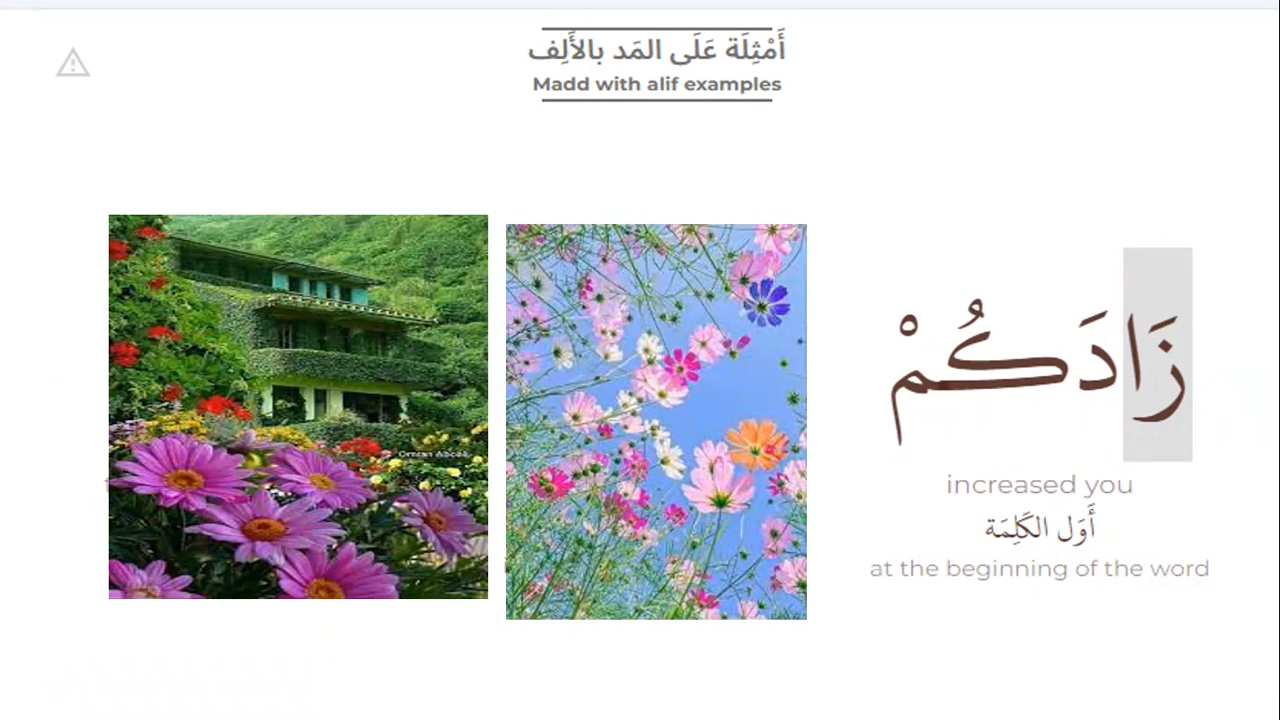 أَمْثِلَة عَلَى المَد بالأَلِف
Madd with alif examples
زَادَكُمْ
increased you
أَوَل الكَلِمَة
at the beginning of the word